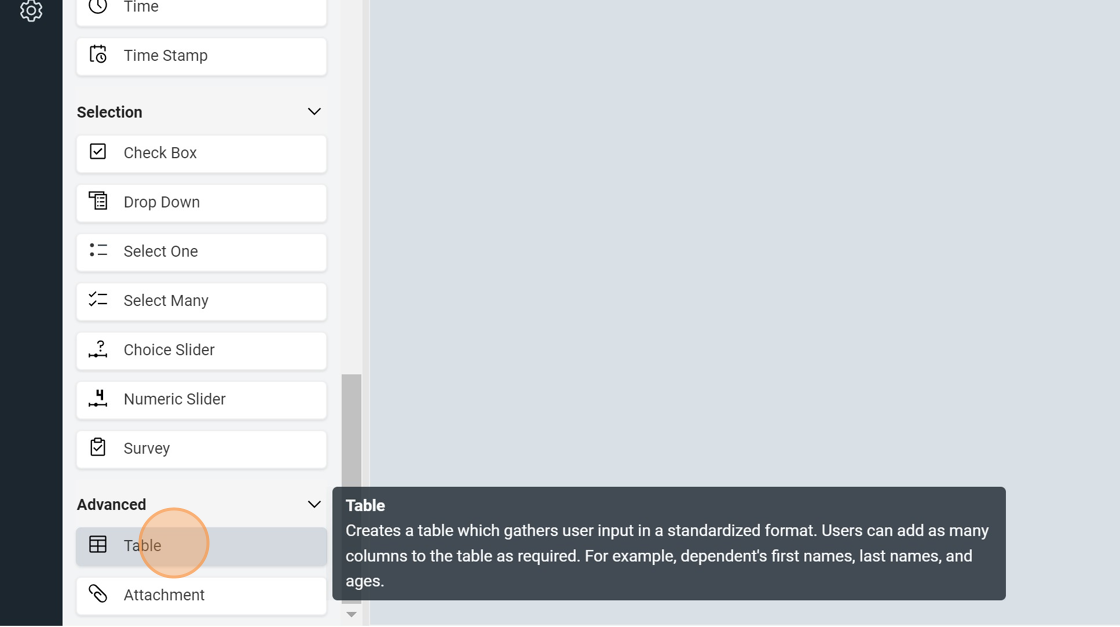 Time
Time Stamp
Selection
Check Box
Drop Down
Select One
Select Many
Choice Slider
Numeric Slider
Survey
Advanced
Table
Attachment
Table
Creates a table which gathers user input in a standardized format. Users can add as many
columns to the table as required. For example, dependent's first names, last names, and
ages.